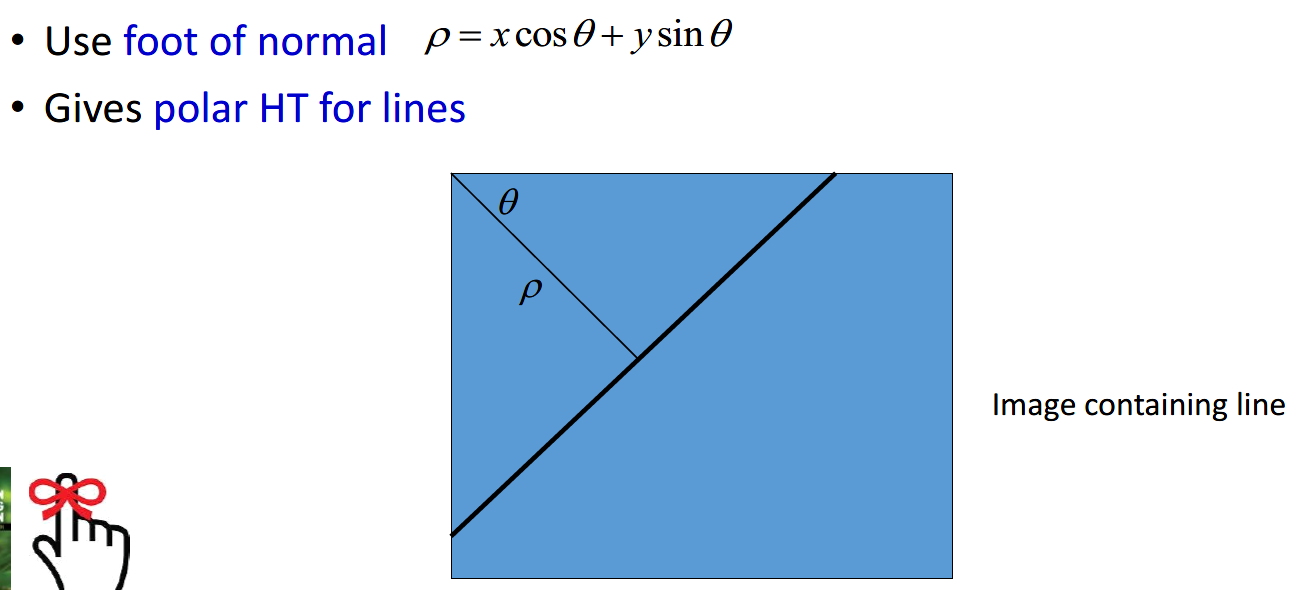 • Use foot of normal ρ = x cos θ + y sin θ
• Gives polar HT for lines
θ
ρ
Image containing line